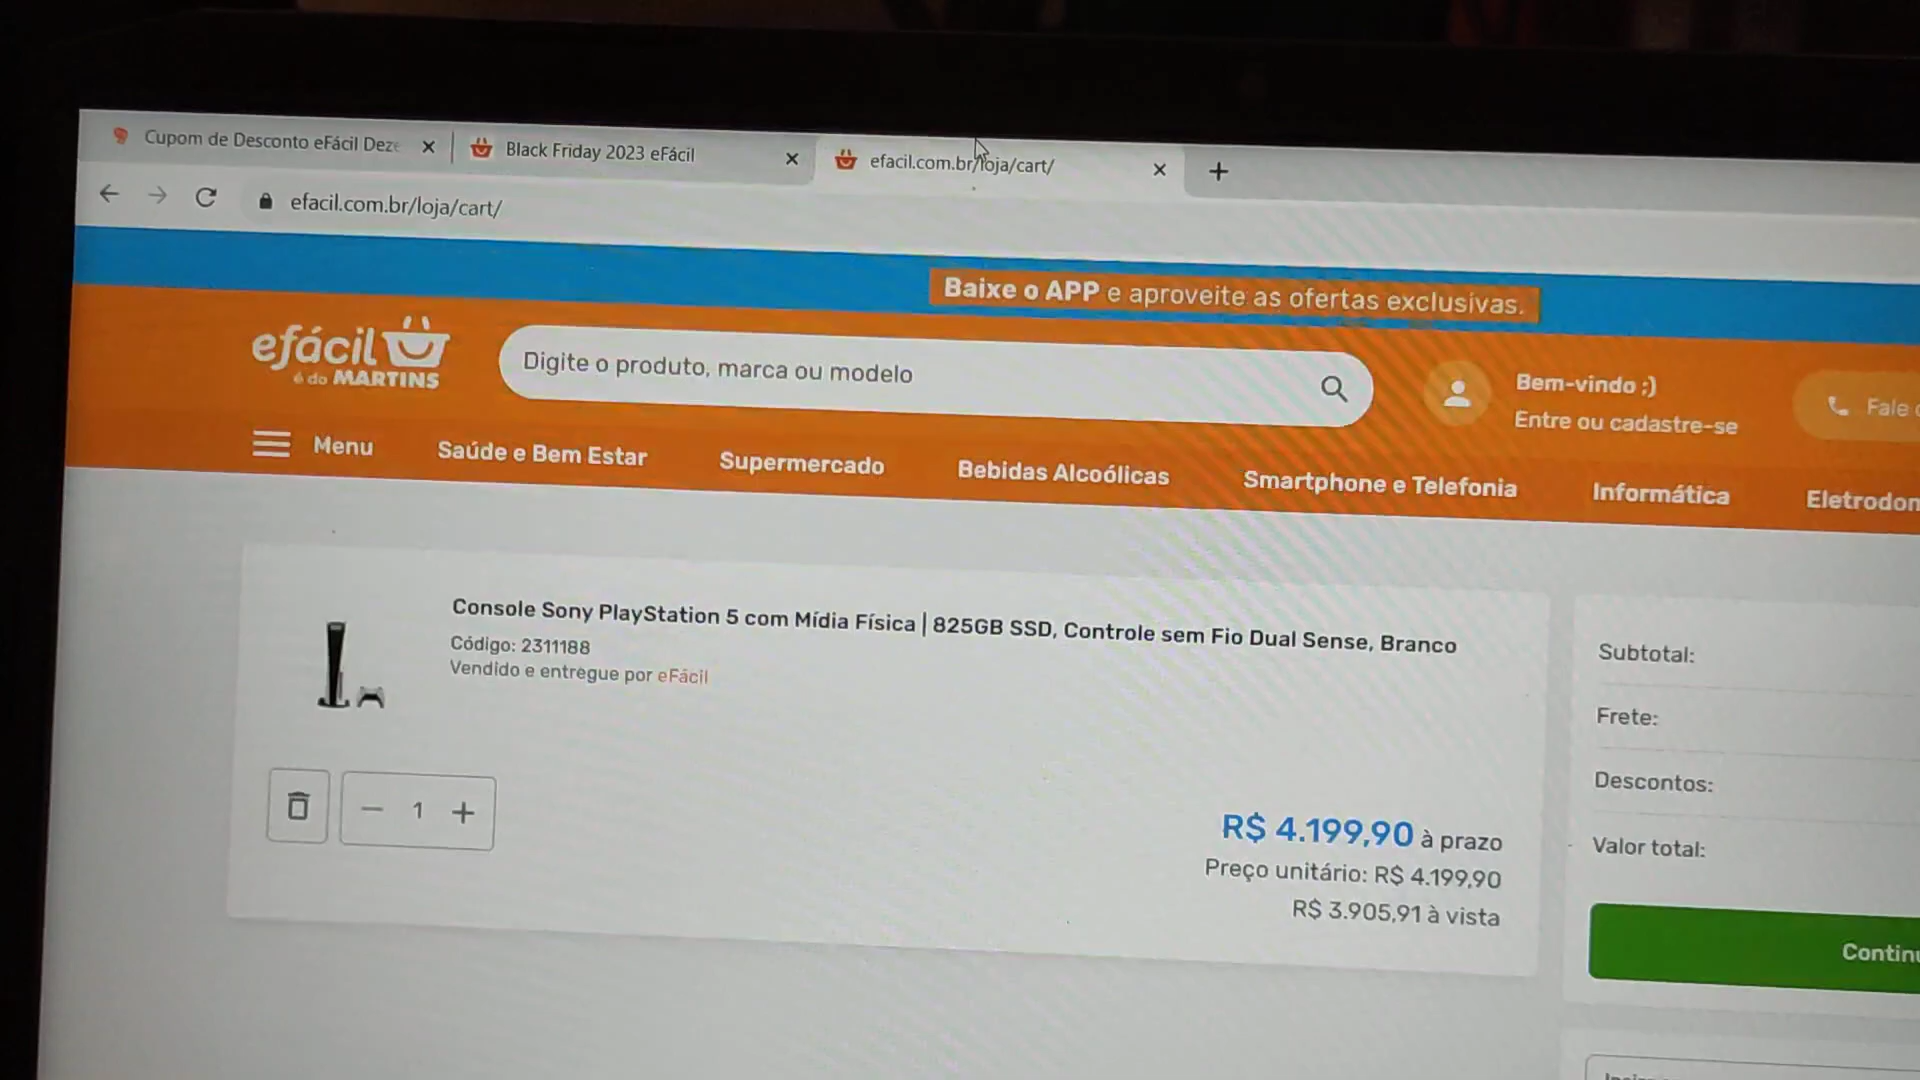 Cupom de Desconto eFácil Deze
Black Friday 2023 eFácil
efacil.com.br/loja/cart/
efacil.com.br/loja/cart/
Baixe o APP e aproveite as ofertas exclusivas.
efácil
é do MARTINS
Digite o produto, marca ou modelo
Bem-vindo ;)
Entre ou cadastre-se
Fale
Menu
Saúde e Bem Estar
Supermercado
Bebidas Alcoólicas
Smartphone e Telefonia
Informática
Eletrodon
Console Sony PlayStation 5 com Mídia Física | 825GB SSD, Controle sem Fio Dual Sense, Branco
Código: 2311188
Vendido e entregue por eFácil
1
R$ 4.199,90 à prazo
Preço unitário: R$ 4.199,90
R$ 3.905,91 à vista
Subtotal:
Frete:
Descontos:
Valor total:
Continu